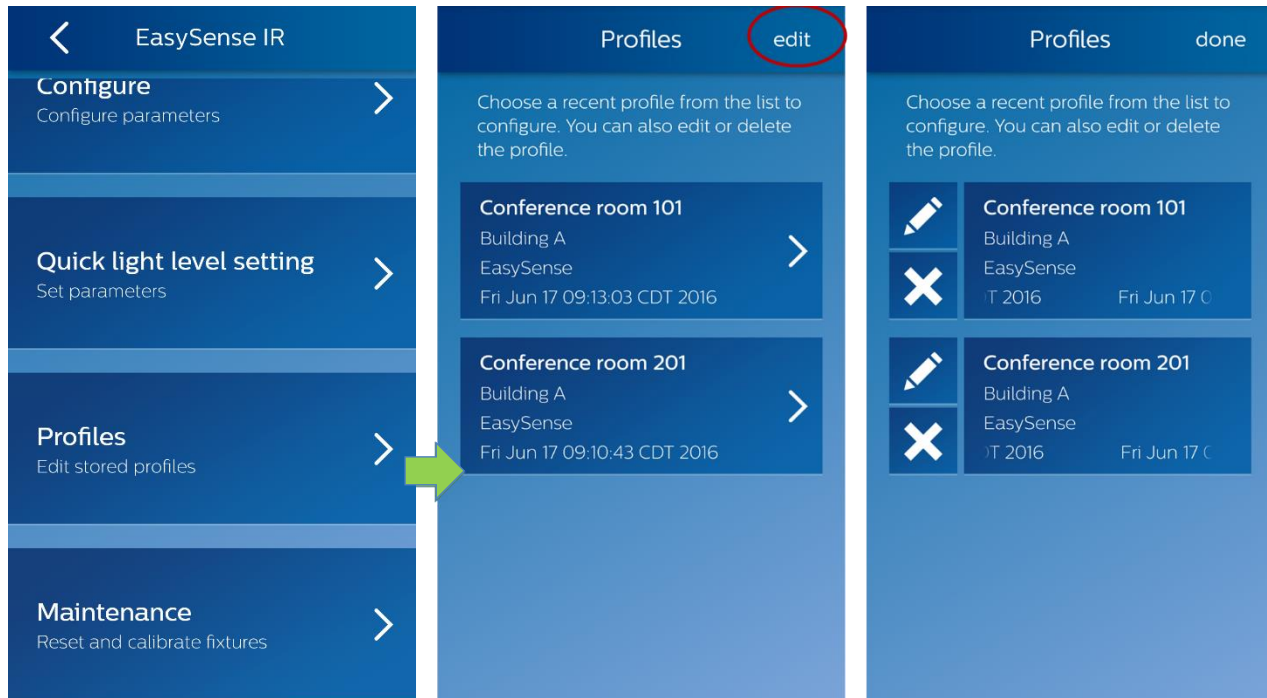 EasySense IR
Configure
Configure parameters
Quick light level setting
Set parameters
Profiles
Edit stored profiles
Maintenance
Reset and calibrate fixtures
Profiles edit
Choose a recent profile from the list to
configure. You can also edit or delete
the profile.
Conference room 101
Building A
EasySense
Fri Jun 17 09:13:03 CDT 2016
Conference room 201
Building A
EasySense
Fri Jun 17 09:10:43 CDT 2016
Profiles done
Choose a recent profile from the list to
configure. You can also edit or delete
the profile.
Conference room 101
Building A
EasySense
T 2016 Fri Jun 17 0
Conference room 201
Building A
EasySense
T 2016 Fri Jun 17